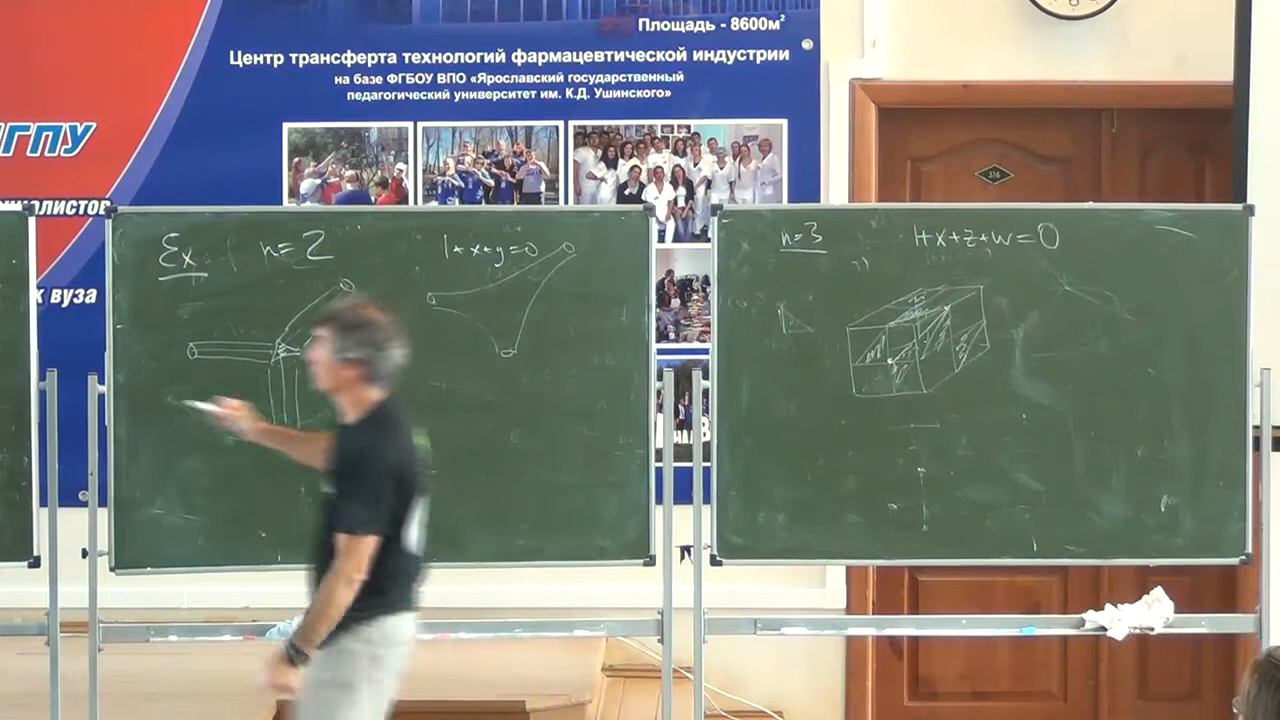 Площадь - 8600м²
Центр трансферта технологий фармацевтической индустрии
на базе ФГБОУ ВПО «Ярославский государственный
педагогический университет им. К.Д. Ушинского»
ГПУ
вуза
316
Ex n=2 1+x+y=0
n=3 1+x+z+w=0